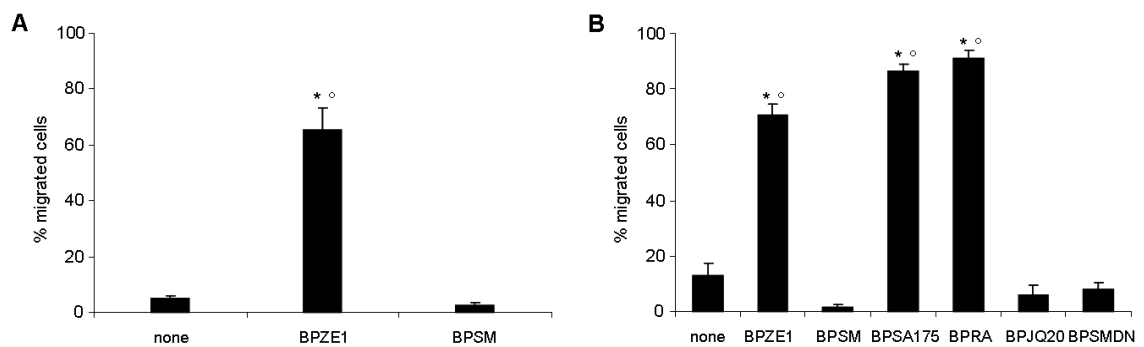 A
% migrated cells
100
80
60
40
20
0
* °
none BPZE1 BPSM
B
% migrated cells
100
80
60
40
20
0
* °
* °
* °
none BPZE1 BPSM BPSA175 BPRA BPJQ20 BPSMDN